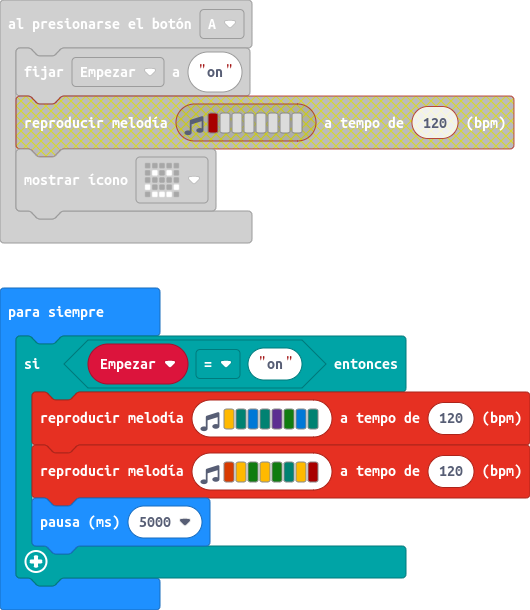 al presionarse el botón A
fijar Empezar a "on"
reproducir melodía a tempo de 120 (bpm)
mostrar ícono
para siempre
si Empezar = "on" entonces
reproducir melodía a tempo de 120 (bpm)
reproducir melodía a tempo de 120 (bpm)
pausa (ms) 5000